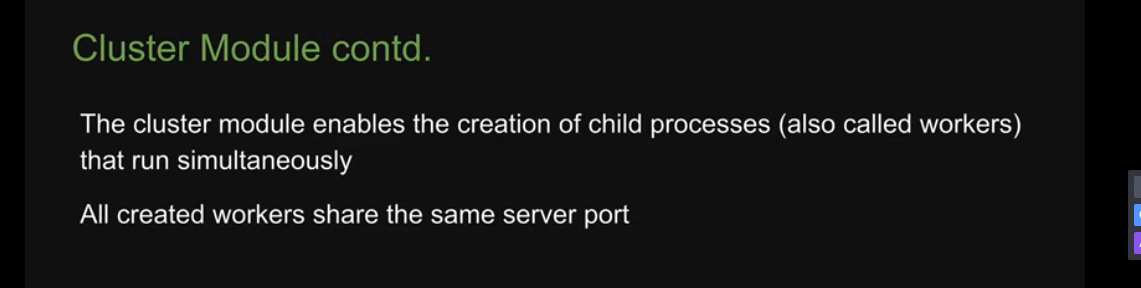 Cluster Module contd.
The cluster module enables the creation of child processes (also called workers)
that run simultaneously
All created workers share the same server port